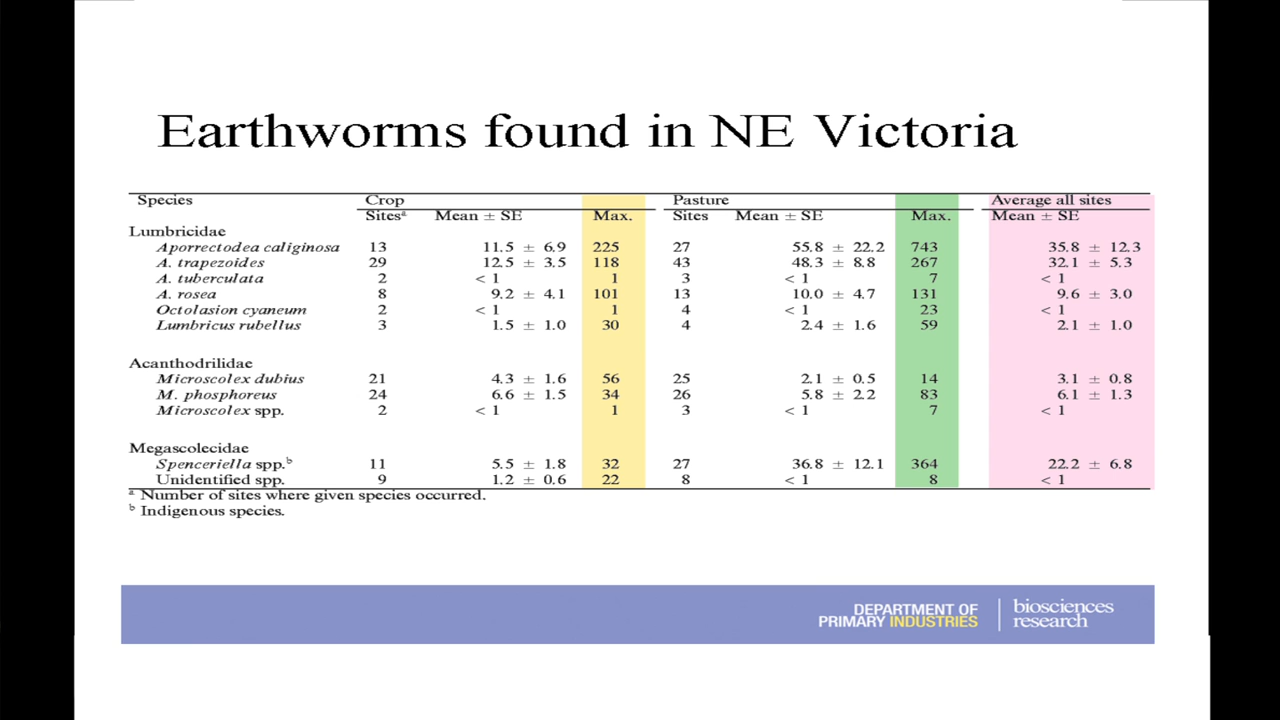 Earthworms found in NE Victoria
Species Crop Pasture Average all sites
Sitesᵃ Mean ± SE Max. Sites Mean ± SE Max. Mean ± SE
Lumbricidae
Aporrectodea caliginosa 13 11.5 ± 6.9 225 27 55.8 ± 22.2 743 35.8 ± 12.3
A. trapezoides 29 12.5 ± 3.5 118 43 48.3 ± 8.8 267 32.1 ± 5.3
A. tuberculata 2 < 1 1 3 < 1 7 < 1
A. rosea 8 9.2 ± 4.1 101 13 10.0 ± 4.7 131 9.6 ± 3.0
Octolasion cyaneum 2 < 1 1 4 < 1 23 < 1
Lumbricus rubellus 3 1.5 ± 1.0 30 4 2.4 ± 1.6 59 2.1 ± 1.0
Acanthodrilidae
Microscolex dubius 21 4.3 ± 1.6 56 25 2.1 ± 0.5 14 3.1 ± 0.8
M. phosphoreus 24 6.6 ± 1.5 34 26 5.8 ± 2.2 83 6.1 ± 1.3
Microscolex spp. 2 < 1 1 3 < 1 7 < 1
Megascolecidae
Spenceriella spp.ᵇ 11 5.5 ± 1.8 32 27 36.8 ± 12.1 364 22.2 ± 6.8
Unidentified spp. 9 1.2 ± 0.6 22 8 < 1 8 < 1
ᵃ Number of sites where given species occurred.
ᵇ Indigenous species.
DEPARTMENT OF
PRIMARY INDUSTRIES
biosciences
research